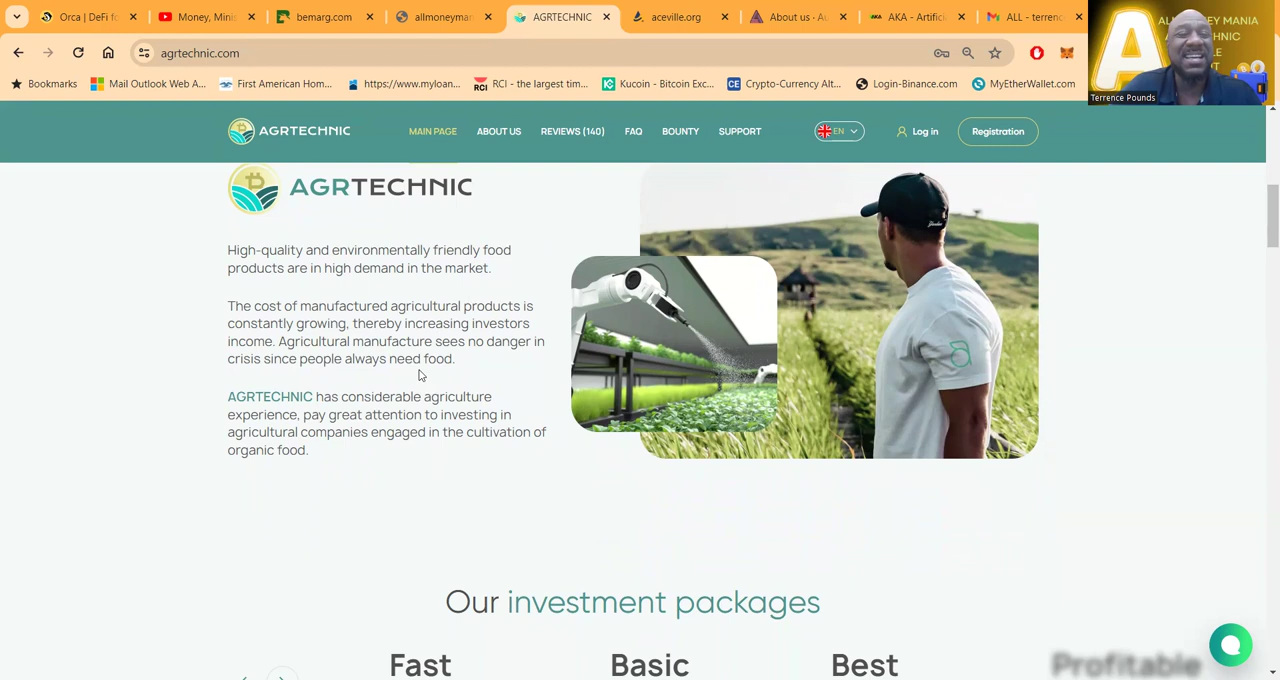 Orca | DeFi fo
Money, Mini
bemarg.com
allmoneyma
AGRTECHNIC
aceville.org
About us · Au
AKA - Artific
ALL - terrenc
agrtechnic.com
Bookmarks
Mail Outlook Web A...
First American Hom...
https://www.myloan...
RCI
RCI - the largest tim...
Kucoin - Bitcoin Exc...
CE
Crypto-Currency Alt...
Login-Binance.com
MyEtherWallet.com
Terrence Pounds
AGRTECHNIC
MAIN PAGE
ABOUT US
REVIEWS (140)
FAQ
BOUNTY
SUPPORT
EN
Log in
Registration
AGRTECHNIC
High-quality and environmentally friendly food
products are in high demand in the market.
The cost of manufactured agricultural products is
constantly growing, thereby increasing investors
income. Agricultural manufacture sees no danger in
crisis since people always need food.
AGRTECHNIC has considerable agriculture
experience, pay great attention to investing in
agricultural companies engaged in the cultivation of
organic food.
Our investment packages
Fast
Basic
Best
Profitable